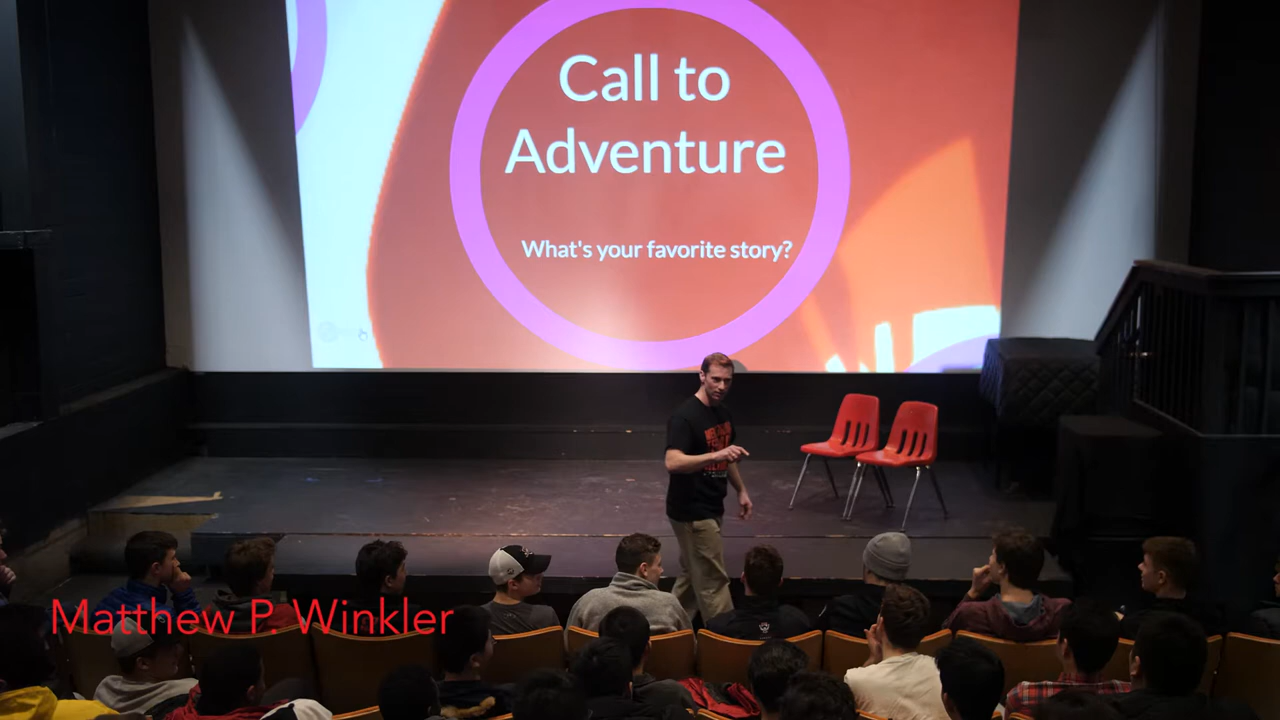 Call to
Adventure
What's your favorite story?
Matthew P. Winkler